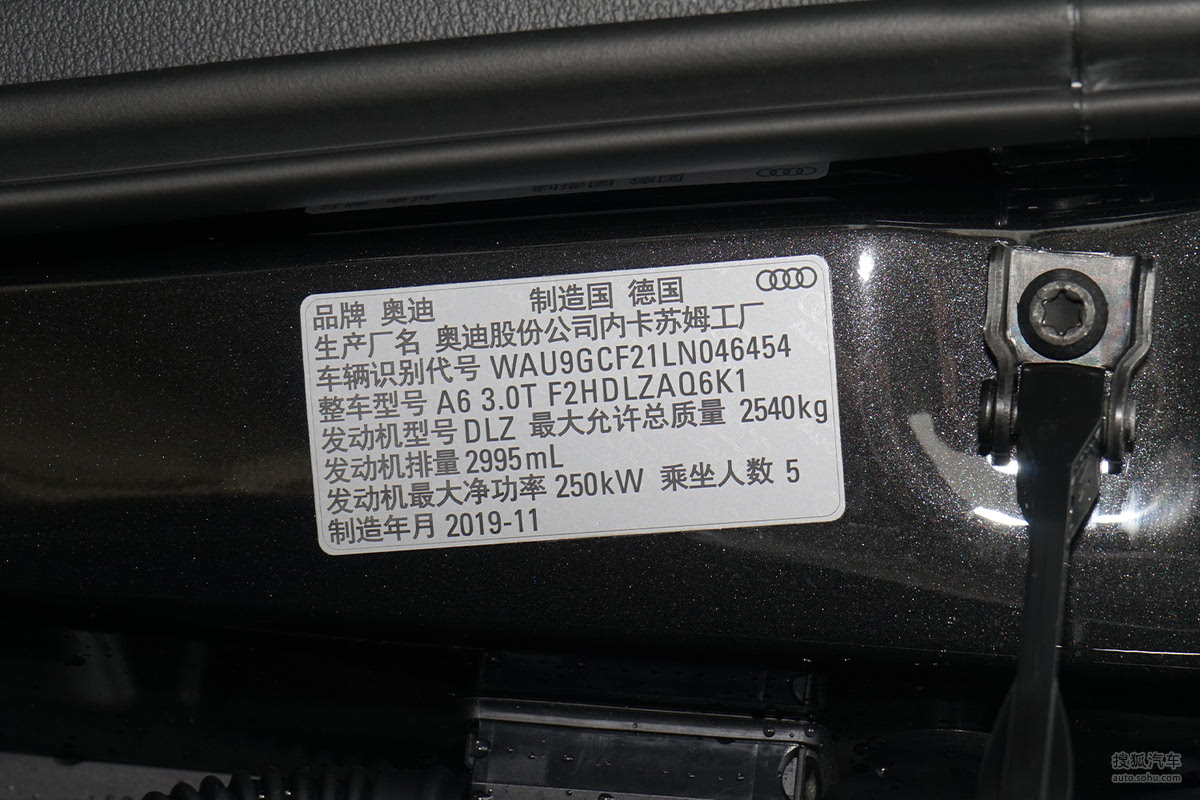 品牌 奥迪 制造国 德国
生产厂名 奥迪股份公司内卡苏姆工厂
车辆识别代号 WAU9GCF21LN046454
整车型号 A6 3.0T F2HDLZAQ6K1
发动机型号 DLZ 最大允许总质量 2540kg
发动机排量 2995mL
发动机最大净功率 250kW 乘坐人数 5
制造年月 2019-11
搜狐汽车
auto.sohu.com